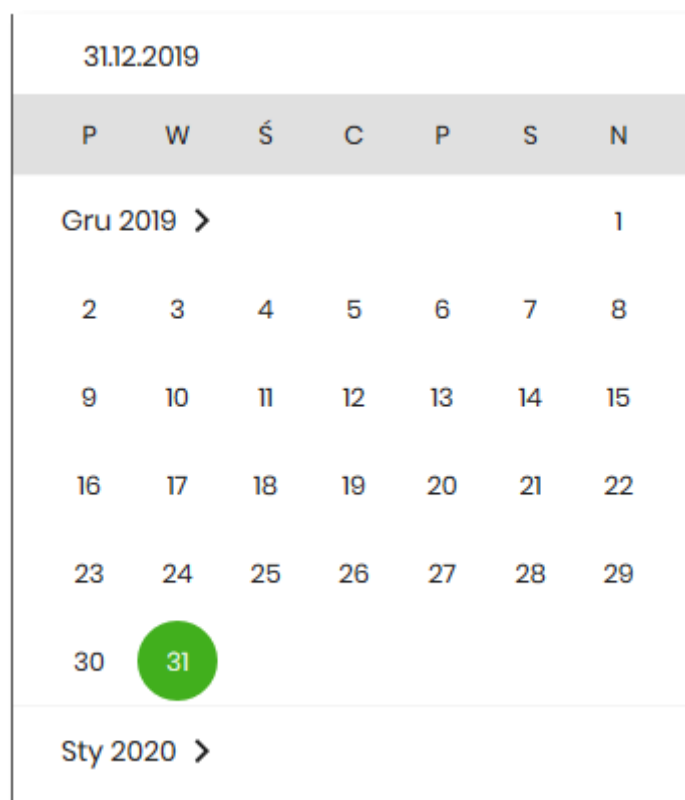 31.12.2019
P W Ś C P S N
Gru 2019 1
2 3 4 5 6 7 8
9 10 11 12 13 14 15
16 17 18 19 20 21 22
23 24 25 26 27 28 29
30 31
Sty 2020